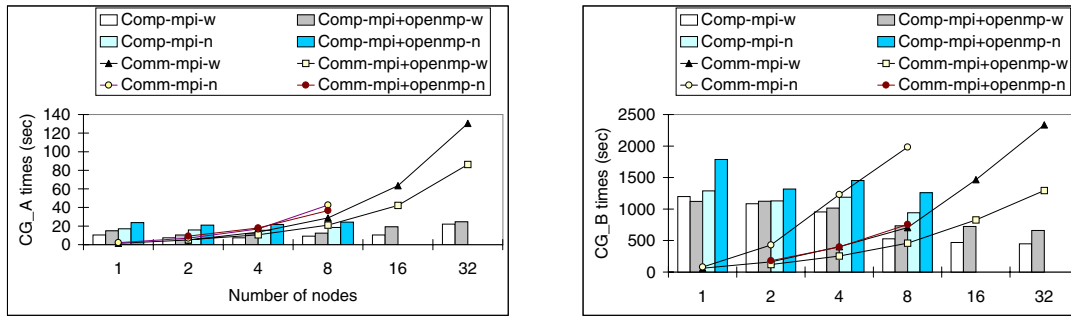 Comp-mpi-w Comp-mpi+openmp-w
Comp-mpi-n Comp-mpi+openmp-n
Comm-mpi-w Comm-mpi+openmp-w
Comm-mpi-n Comm-mpi+openmp-n
CG_A times (sec)
140
120
100
80
60
40
20
0
1 2 4 8 16 32
Number of nodes
Comp-mpi-w Comp-mpi+openmp-w
Comp-mpi-n Comp-mpi+openmp-n
Comm-mpi-w Comm-mpi+openmp-w
Comm-mpi-n Comm-mpi+openmp-n
CG_B times (sec)
2500
2000
1500
1000
500
0
1 2 4 8 16 32